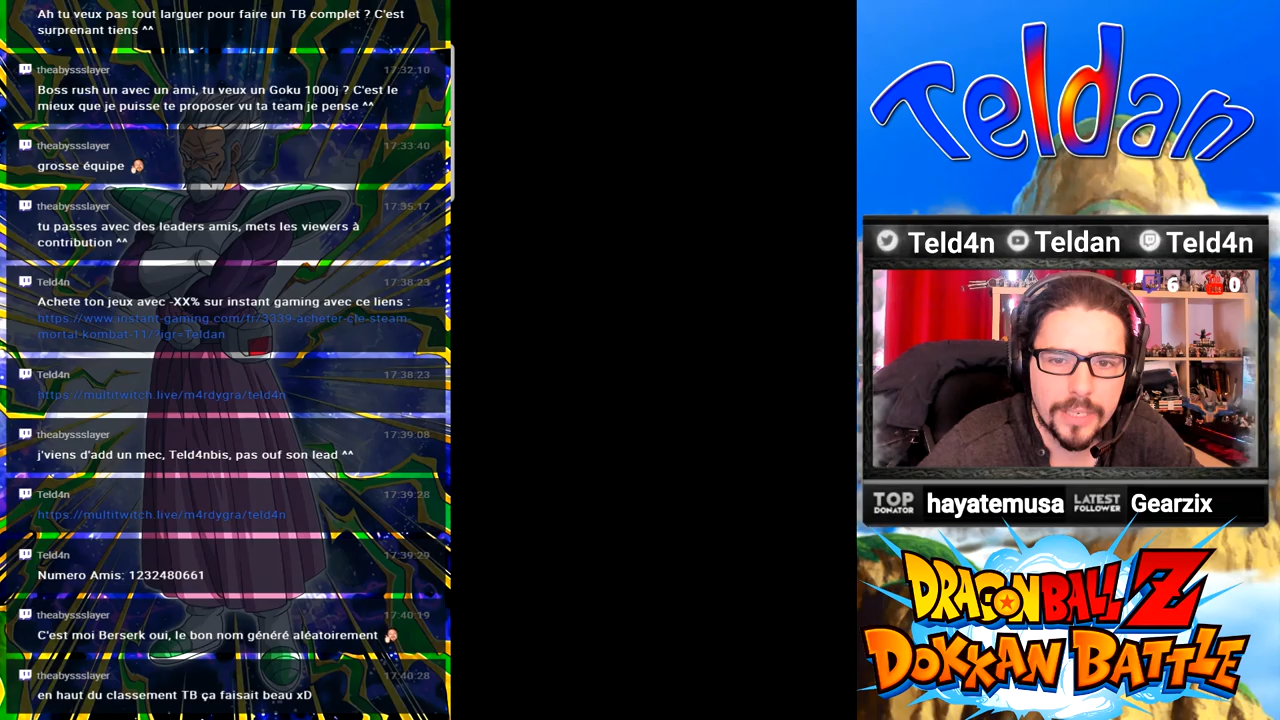 Ah tu veux pas tout larguer pour faire un TB complet ? C'est
surprenant tiens ^^
theabyssslayer 17:32:10
Boss rush un avec un ami, tu veux un Goku 1000j ? C'est le
mieux que je puisse te proposer vu ta team je pense ^^
theabyssslayer 17:33:40
grosse équipe
theabyssslayer 17:35:17
tu passes avec des leaders amis, mets les viewers à
contribution ^^
Teld4n 17:38:23
Achete ton jeux avec -XX% sur instant gaming avec ce liens :
https://www.instant-gaming.com/fr/3339-acheter-cle-steam-
mortal-kombat-11/?igr=Teldan
Teld4n 17:38:23
https://multitwitch.live/m4rdygra/teld4n
theabyssslayer 17:39:08
j'viens d'add un mec, Teld4nbis, pas ouf son lead ^^
Teld4n 17:39:28
https://multitwitch.live/m4rdygra/teld4n
Teld4n 17:39:29
Numero Amis: 1232480661
theabyssslayer 17:40:19
C'est moi Berserk oui, le bon nom généré aléatoirement
theabyssslayer 17:40:28
en haut du classement TB ça faisait beau xD
Teldan
Teld4n Teldan Teld4n
6 0
TOP DONATOR hayatemusa LATEST FOLLOWER Gearzix
DRAGONBALL Z
DOKKAN BATTLE